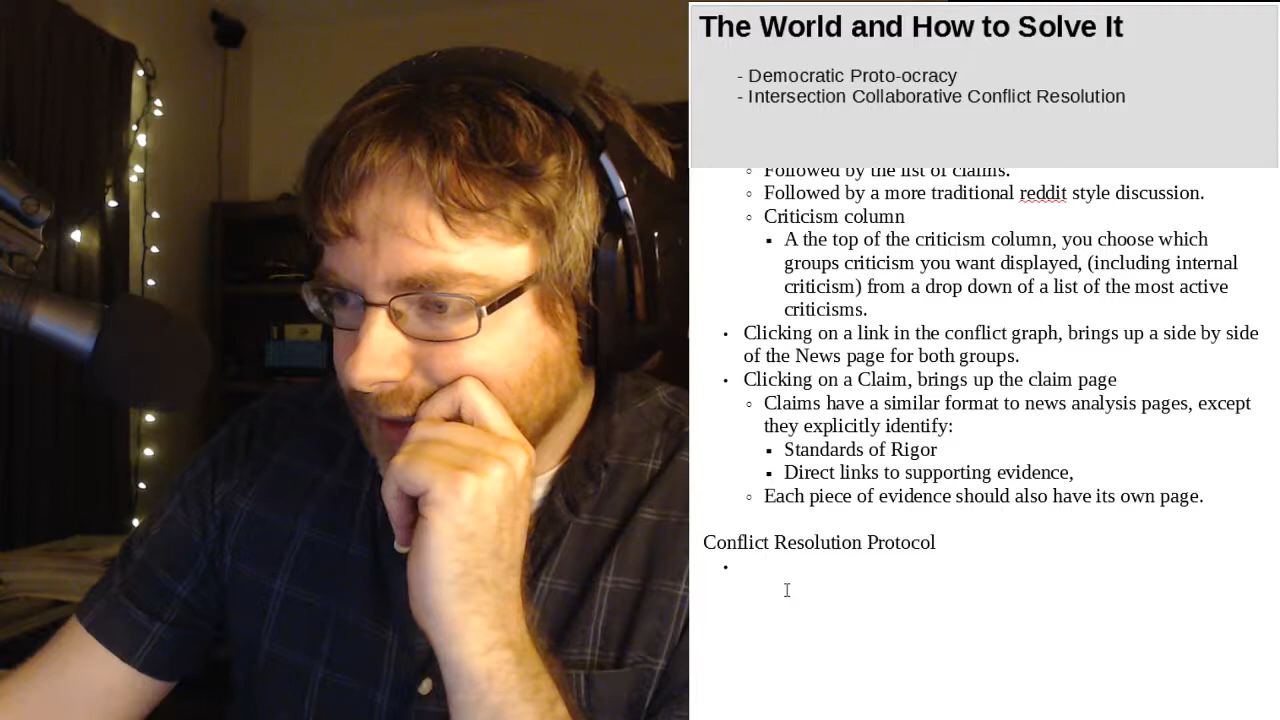 The World and How to Solve It
- Democratic Proto-ocracy
- Intersection Collaborative Conflict Resolution
Followed by the list of claims.
Followed by a more traditional reddit style discussion.
Criticism column
A the top of the criticism column, you choose which
groups criticism you want displayed, (including internal
criticism) from a drop down of a list of the most active
criticisms.
Clicking on a link in the conflict graph, brings up a side by side
of the News page for both groups.
Clicking on a Claim, brings up the claim page
Claims have a similar format to news analysis pages, except
they explicitly identify:
Standards of Rigor
Direct links to supporting evidence,
Each piece of evidence should also have its own page.
Conflict Resolution Protocol